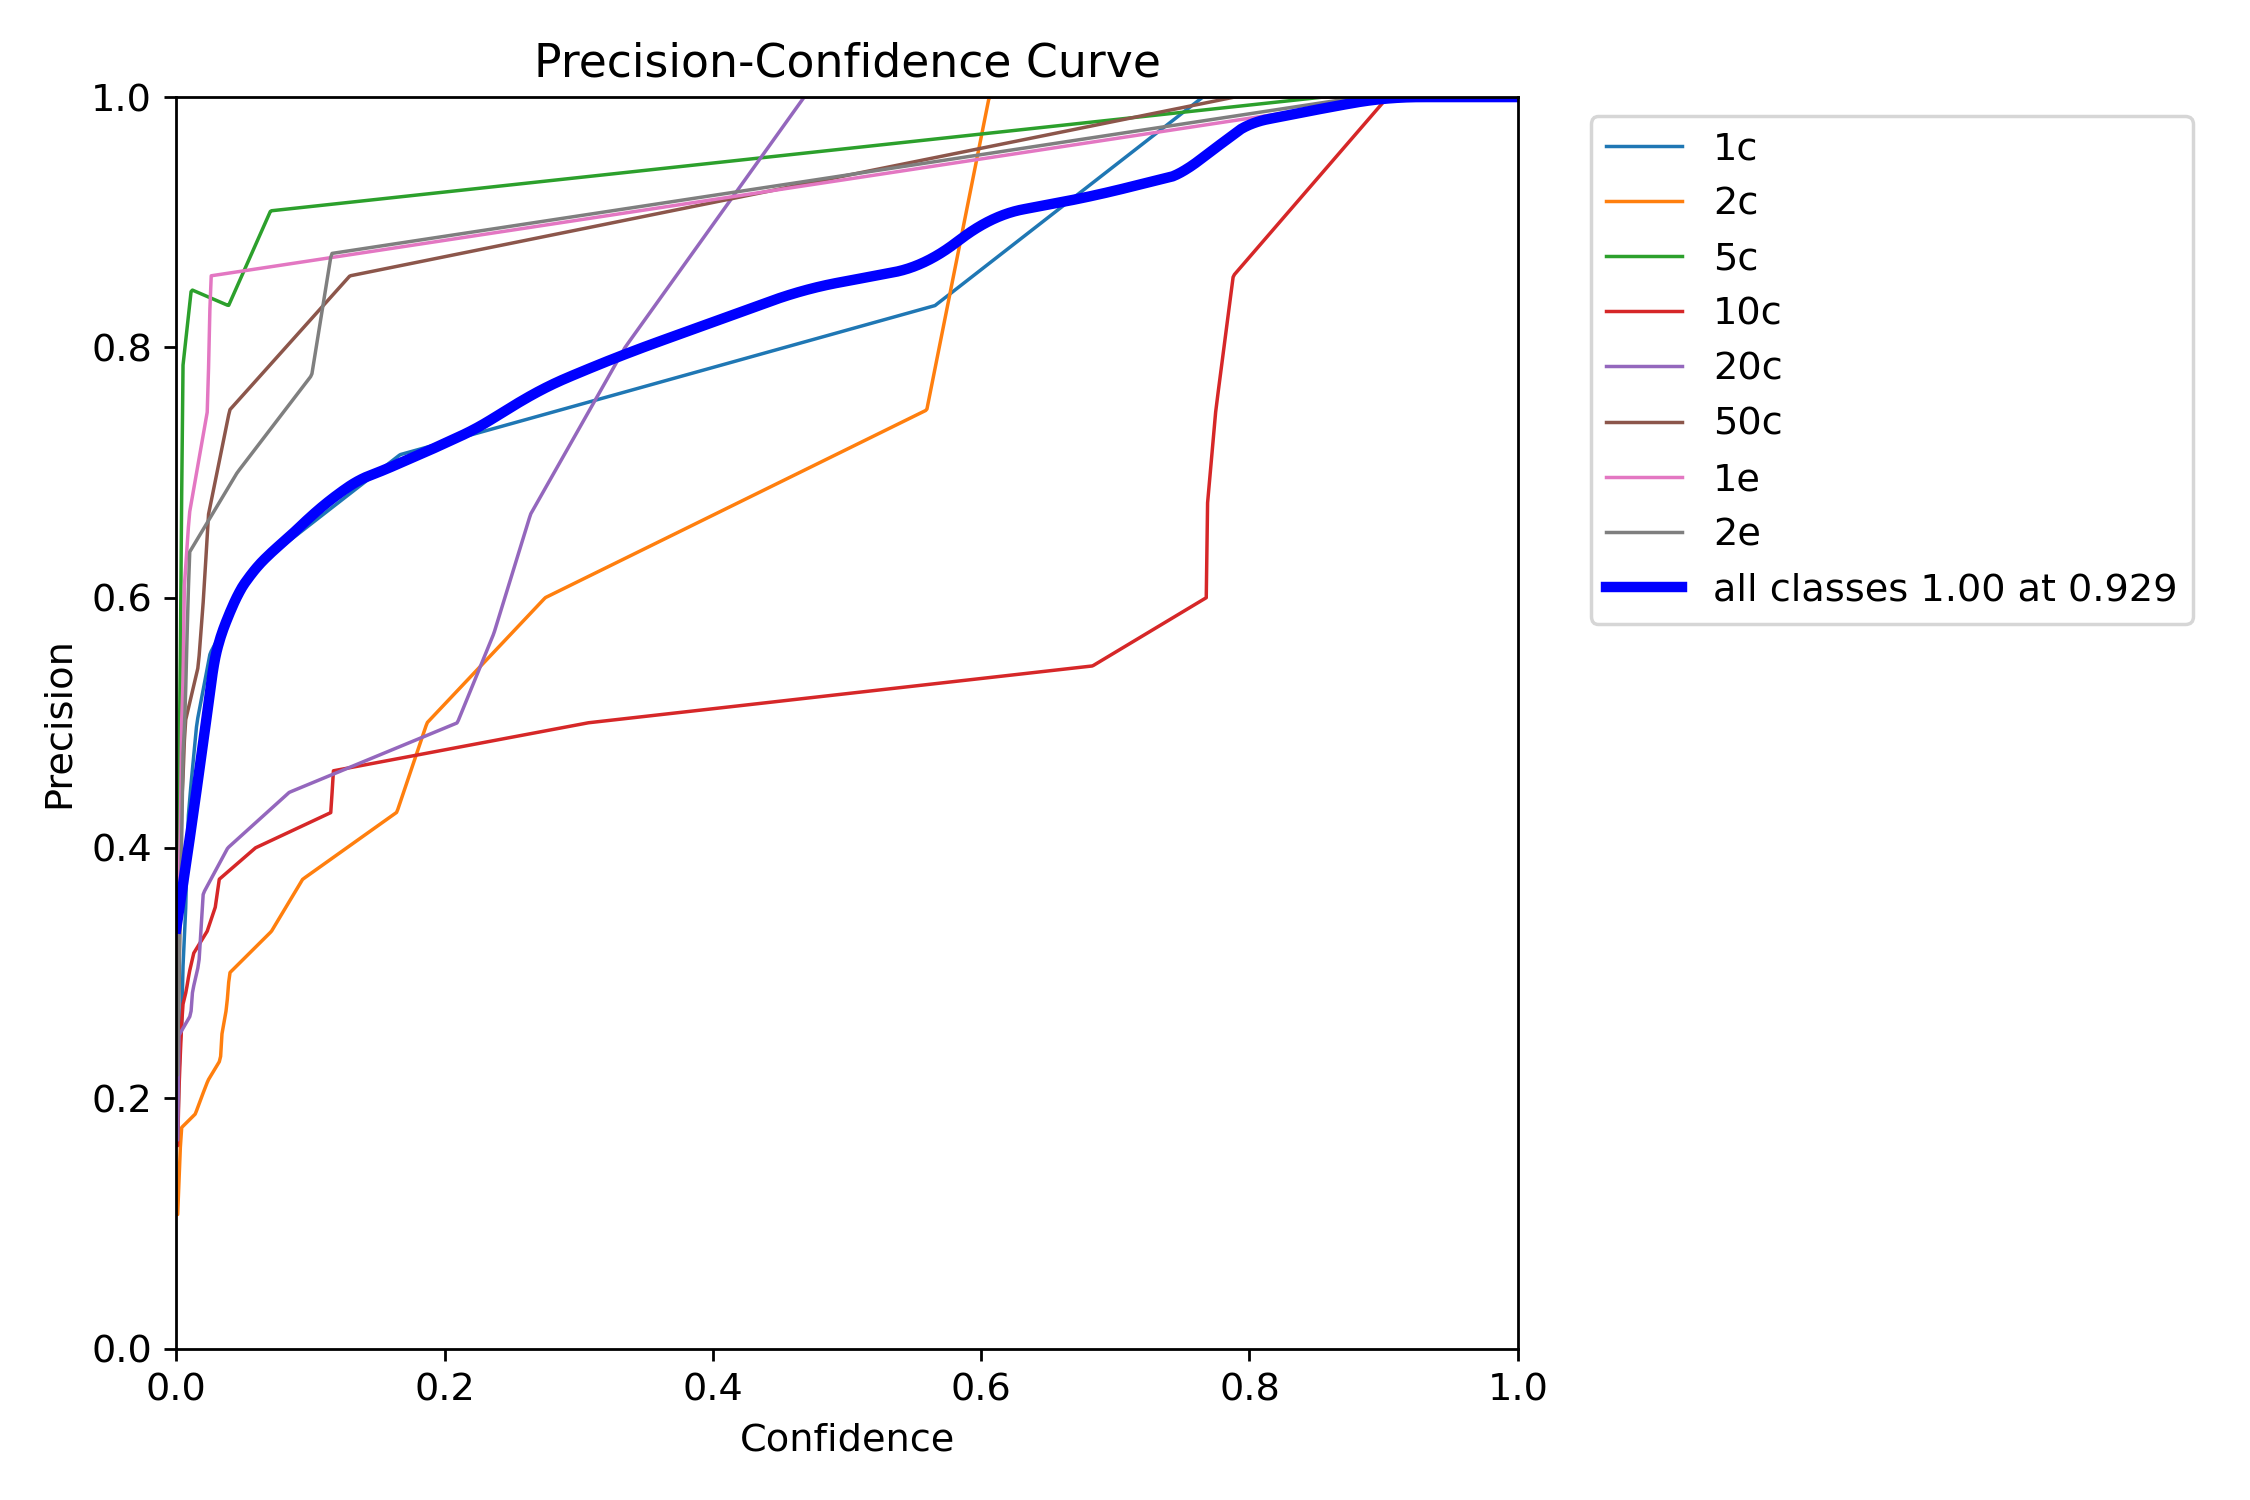 Precision-Confidence Curve
1.0
0.8
0.6
0.4
0.2
0.0
Precision
0.0 0.2 0.4 0.6 0.8 1.0
Confidence
1c
2c
5c
10c
20c
50c
1e
2e
all classes 1.00 at 0.929